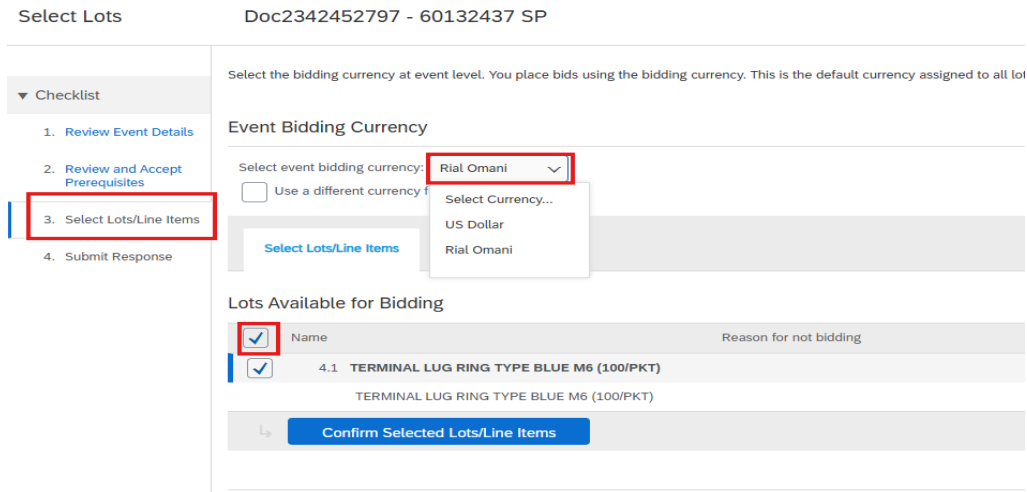 Select Lots
Doc2342452797 - 60132437 SP
▼ Checklist
1. Review Event Details
2. Review and Accept
Prerequisites
3. Select Lots/Line Items
4. Submit Response
Select the bidding currency at event level. You place bids using the bidding currency. This is the default currency assigned to all lot
Event Bidding Currency
Select event bidding currency: Rial Omani
Use a different currency f
Select Currency...
US Dollar
Rial Omani
Select Lots/Line Items
Lots Available for Bidding
Name Reason for not bidding
4.1 TERMINAL LUG RING TYPE BLUE M6 (100/PKT)
TERMINAL LUG RING TYPE BLUE M6 (100/PKT)
Confirm Selected Lots/Line Items